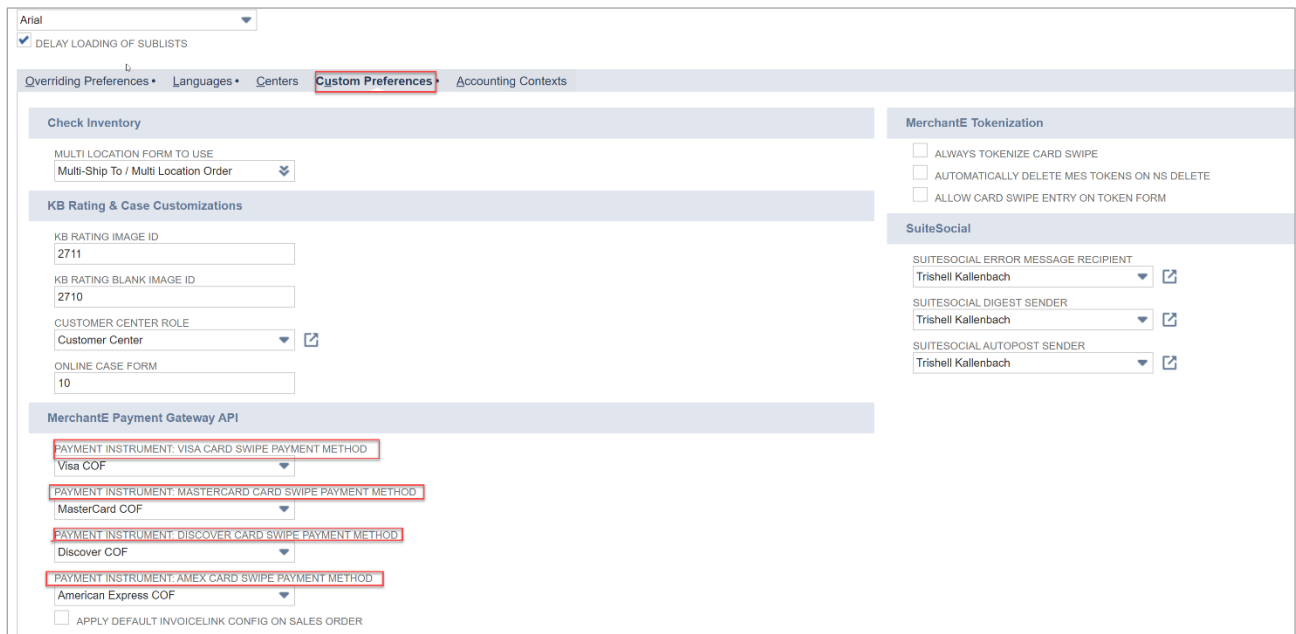 Arial
DELAY LOADING OF SUBLISTS
Overriding Preferences • Languages • Centers Custom Preferences • Accounting Contexts
Check Inventory
MULTI LOCATION FORM TO USE
Multi-Ship To / Multi Location Order
KB Rating & Case Customizations
KB RATING IMAGE ID
2711
KB RATING BLANK IMAGE ID
2710
CUSTOMER CENTER ROLE
Customer Center
ONLINE CASE FORM
10
MerchantE Payment Gateway API
PAYMENT INSTRUMENT: VISA CARD SWIPE PAYMENT METHOD
Visa COF
PAYMENT INSTRUMENT: MASTERCARD CARD SWIPE PAYMENT METHOD
MasterCard COF
PAYMENT INSTRUMENT: DISCOVER CARD SWIPE PAYMENT METHOD
Discover COF
PAYMENT INSTRUMENT: AMEX CARD SWIPE PAYMENT METHOD
American Express COF
APPLY DEFAULT INVOICELINK CONFIG ON SALES ORDER
MerchantE Tokenization
ALWAYS TOKENIZE CARD SWIPE
AUTOMATICALLY DELETE MES TOKENS ON NS DELETE
ALLOW CARD SWIPE ENTRY ON TOKEN FORM
SuiteSocial
SUITESOCIAL ERROR MESSAGE RECIPIENT
Trishell Kallenbach
SUITESOCIAL DIGEST SENDER
Trishell Kallenbach
SUITESOCIAL AUTOPOST SENDER
Trishell Kallenbach